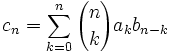 $c_n = \sum_{k=0}^{n} \binom{n}{k} a_k b_{n-k}$